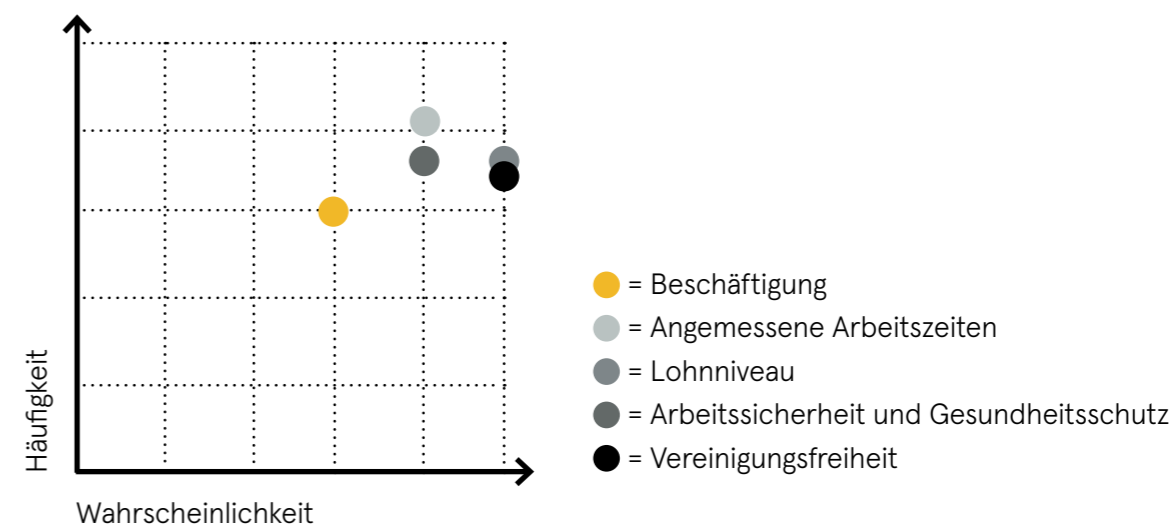 Häufigkeit
Wahrscheinlichkeit
= Beschäftigung
= Angemessene Arbeitszeiten
= Lohnniveau
= Arbeitssicherheit und Gesundheitsschutz
= Vereinigungsfreiheit